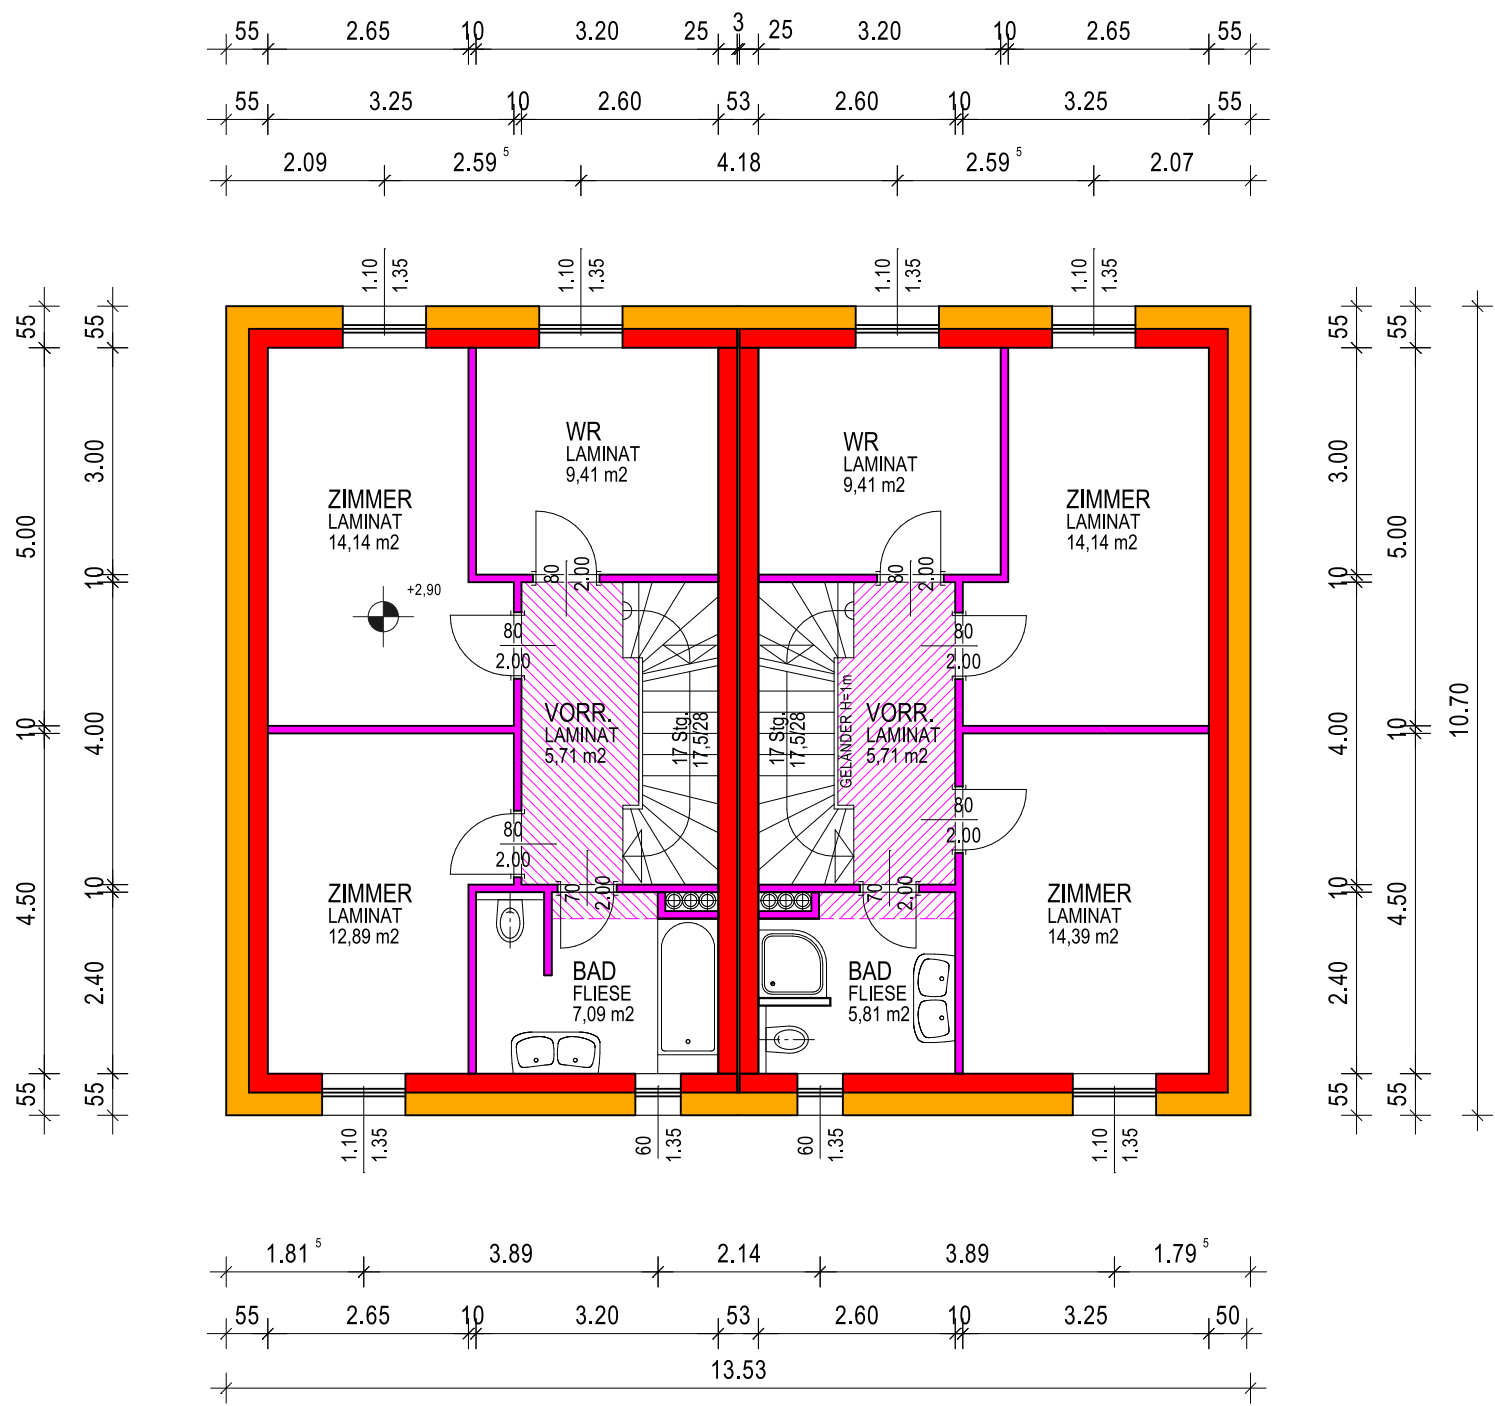 55 2.65 10 3.20 25 3 25 3.20 10 2.65 55
55 3.25 10 2.60 53 2.60 10 3.25 55
2.09 2.59 5 4.18 2.59 5 2.07
1.10 1.35
1.10 1.35
1.10 1.35
1.10 1.35
55 5.00 10 4.50 55
55 3.00 10 4.00 10 2.40 55
ZIMMER
LAMINAT
14,14 m2
+2,90
WR
LAMINAT
9,41 m2
WR
LAMINAT
9,41 m2
ZIMMER
LAMINAT
14,14 m2
80
2.00
80
2.00
80
2.00
80
2.00
VORR.
LAMINAT
5,71 m2
17 Stg.
17,5/28
17 Stg.
17,5/28
GELÄNDER H=1m
VORR.
LAMINAT
5,71 m2
80
2.00
80
2.00
70
2.00
70
2.00
ZIMMER
LAMINAT
12,89 m2
BAD
FLIESE
7,09 m2
BAD
FLIESE
5,81 m2
ZIMMER
LAMINAT
14,39 m2
55 3.00 10 4.00 10 2.40 55
55 5.00 10 4.50 55
10.70
1.10 1.35
60 1.35
60 1.35
1.10 1.35
1.81 5 3.89 2.14 3.89 1.79 5
55 2.65 10 3.20 53 2.60 10 3.25 50
13.53